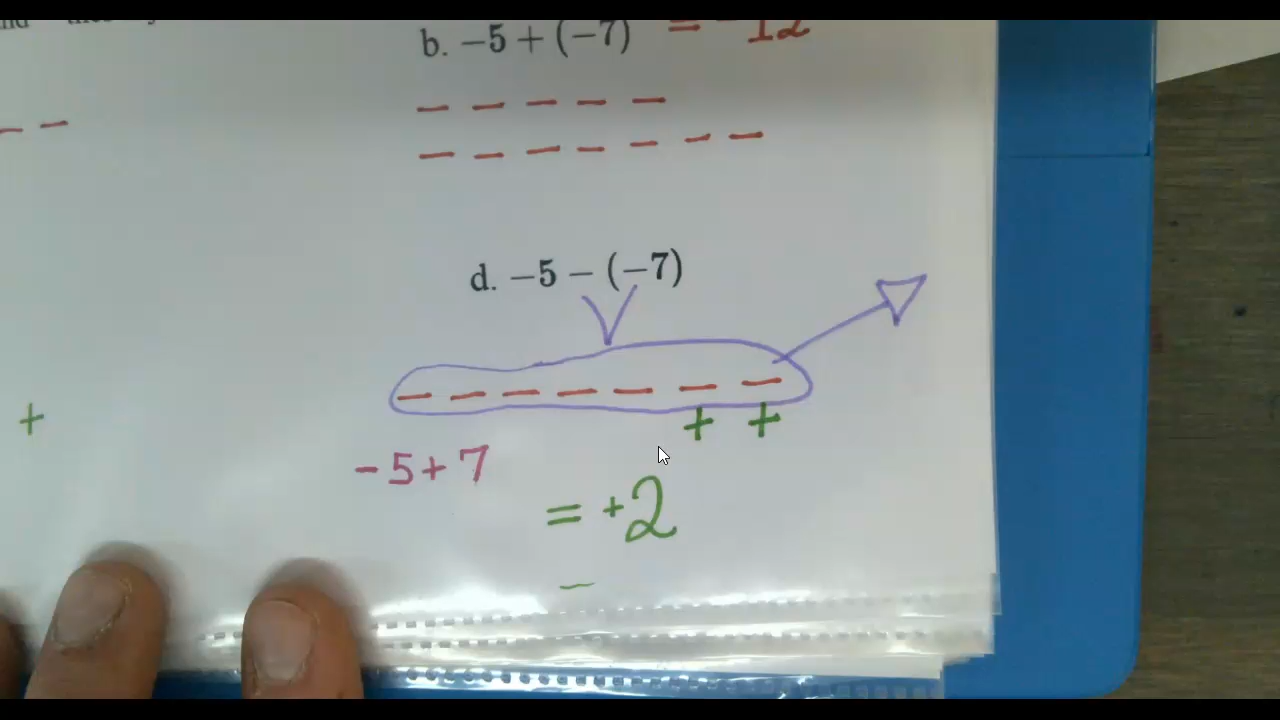 b. −5 + (−7) = −12
− − − − −
− − − − − − −
− −
d. −5 − (−7)
− − − − − − −
+ +
+
−5+7
= +2
−